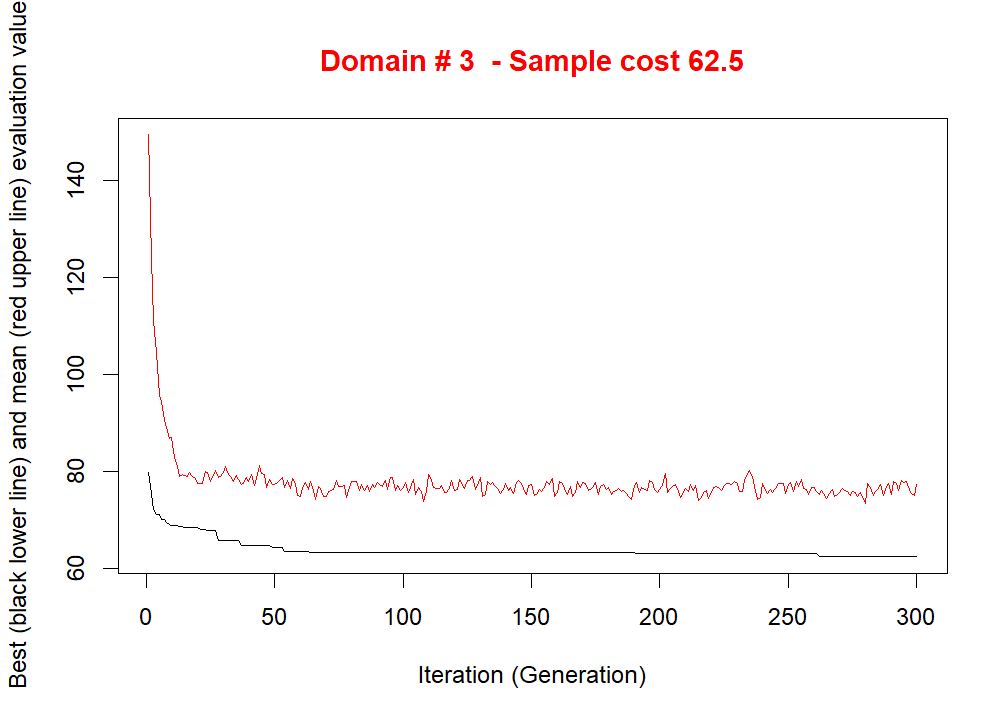 Domain # 3  - Sample cost 62.5
Best (black lower line) and mean (red upper line) evaluation value
140
120
100
80
60
0 50 100 150 200 250 300
Iteration (Generation)